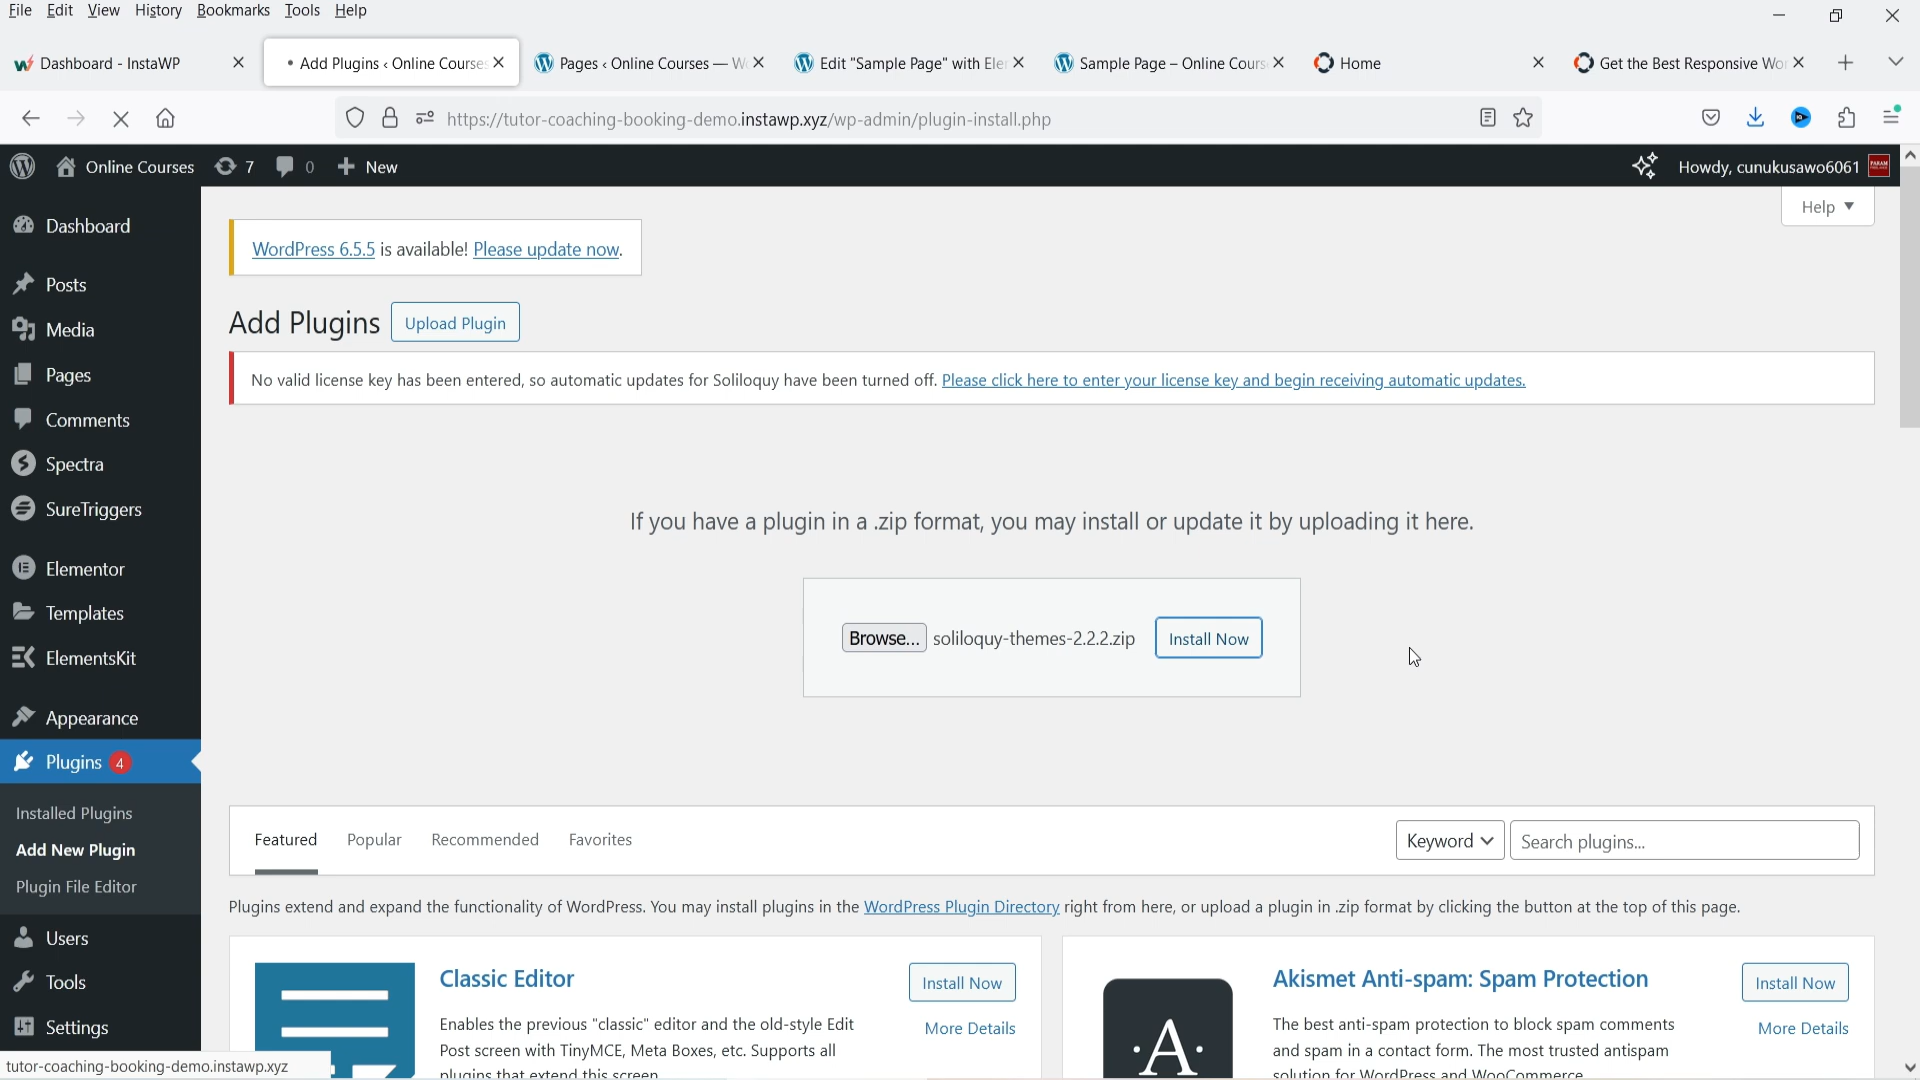 File Edit View History Bookmarks Tools Help
Dashboard - InstaWP
Add Plugins ‹ Online Courses
Pages ‹ Online Courses — W
Edit "Sample Page" with Ele
Sample Page – Online Cours
Home
Get the Best Responsive Wor
https://tutor-coaching-booking-demo.instawp.xyz/wp-admin/plugin-install.php
Online Courses 7 0 New
Howdy, cunukusawo6061
Help
Dashboard
Posts
Media
Pages
Comments
Spectra
SureTriggers
Elementor
Templates
ElementsKit
Appearance
Plugins 4
Installed Plugins
Add New Plugin
Plugin File Editor
Users
Tools
Settings
tutor-coaching-booking-demo.instawp.xyz
WordPress 6.5.5 is available! Please update now.
Add Plugins Upload Plugin
No valid license key has been entered, so automatic updates for Soliloquy have been turned off. Please click here to enter your license key and begin receiving automatic updates.
If you have a plugin in a .zip format, you may install or update it by uploading it here.
Browse... soliloquy-themes-2.2.2.zip Install Now
Featured Popular Recommended Favorites Keyword Search plugins...
Plugins extend and expand the functionality of WordPress. You may install plugins in the WordPress Plugin Directory right from here, or upload a plugin in .zip format by clicking the button at the top of this page.
Classic Editor
Install Now
More Details
Enables the previous "classic" editor and the old-style Edit
Post screen with TinyMCE, Meta Boxes, etc. Supports all
plugins that extend this screen.
·A·
Akismet Anti-spam: Spam Protection
Install Now
More Details
The best anti-spam protection to block spam comments
and spam in a contact form. The most trusted antispam
solution for WordPress and WooCommerce.